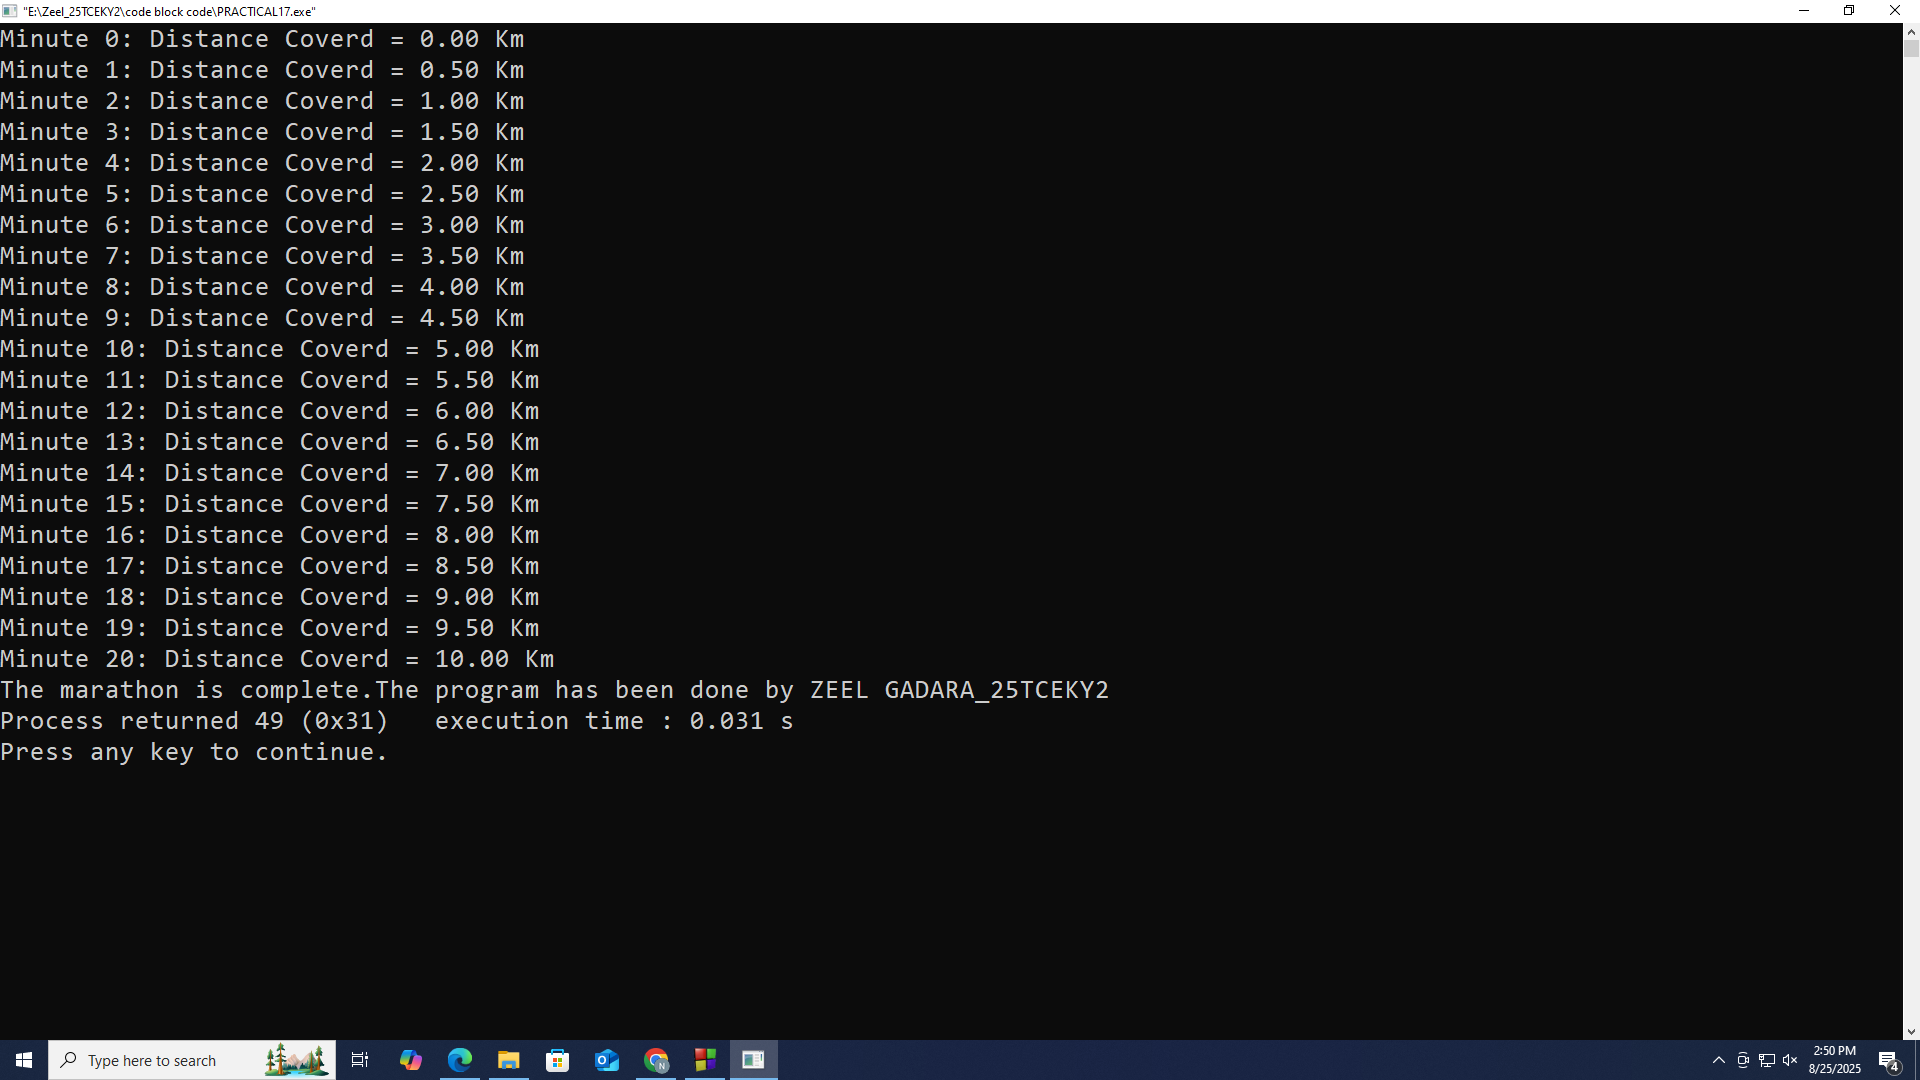 "E:\Zeel_25TCEKY2\code block code\PRACTICAL17.exe"
Minute 0: Distance Coverd = 0.00 Km
Minute 1: Distance Coverd = 0.50 Km
Minute 2: Distance Coverd = 1.00 Km
Minute 3: Distance Coverd = 1.50 Km
Minute 4: Distance Coverd = 2.00 Km
Minute 5: Distance Coverd = 2.50 Km
Minute 6: Distance Coverd = 3.00 Km
Minute 7: Distance Coverd = 3.50 Km
Minute 8: Distance Coverd = 4.00 Km
Minute 9: Distance Coverd = 4.50 Km
Minute 10: Distance Coverd = 5.00 Km
Minute 11: Distance Coverd = 5.50 Km
Minute 12: Distance Coverd = 6.00 Km
Minute 13: Distance Coverd = 6.50 Km
Minute 14: Distance Coverd = 7.00 Km
Minute 15: Distance Coverd = 7.50 Km
Minute 16: Distance Coverd = 8.00 Km
Minute 17: Distance Coverd = 8.50 Km
Minute 18: Distance Coverd = 9.00 Km
Minute 19: Distance Coverd = 9.50 Km
Minute 20: Distance Coverd = 10.00 Km
The marathon is complete.The program has been done by ZEEL GADARA_25TCEKY2
Process returned 49 (0x31)   execution time : 0.031 s
Press any key to continue.
Type here to search
N
2:50 PM
8/25/2025
4